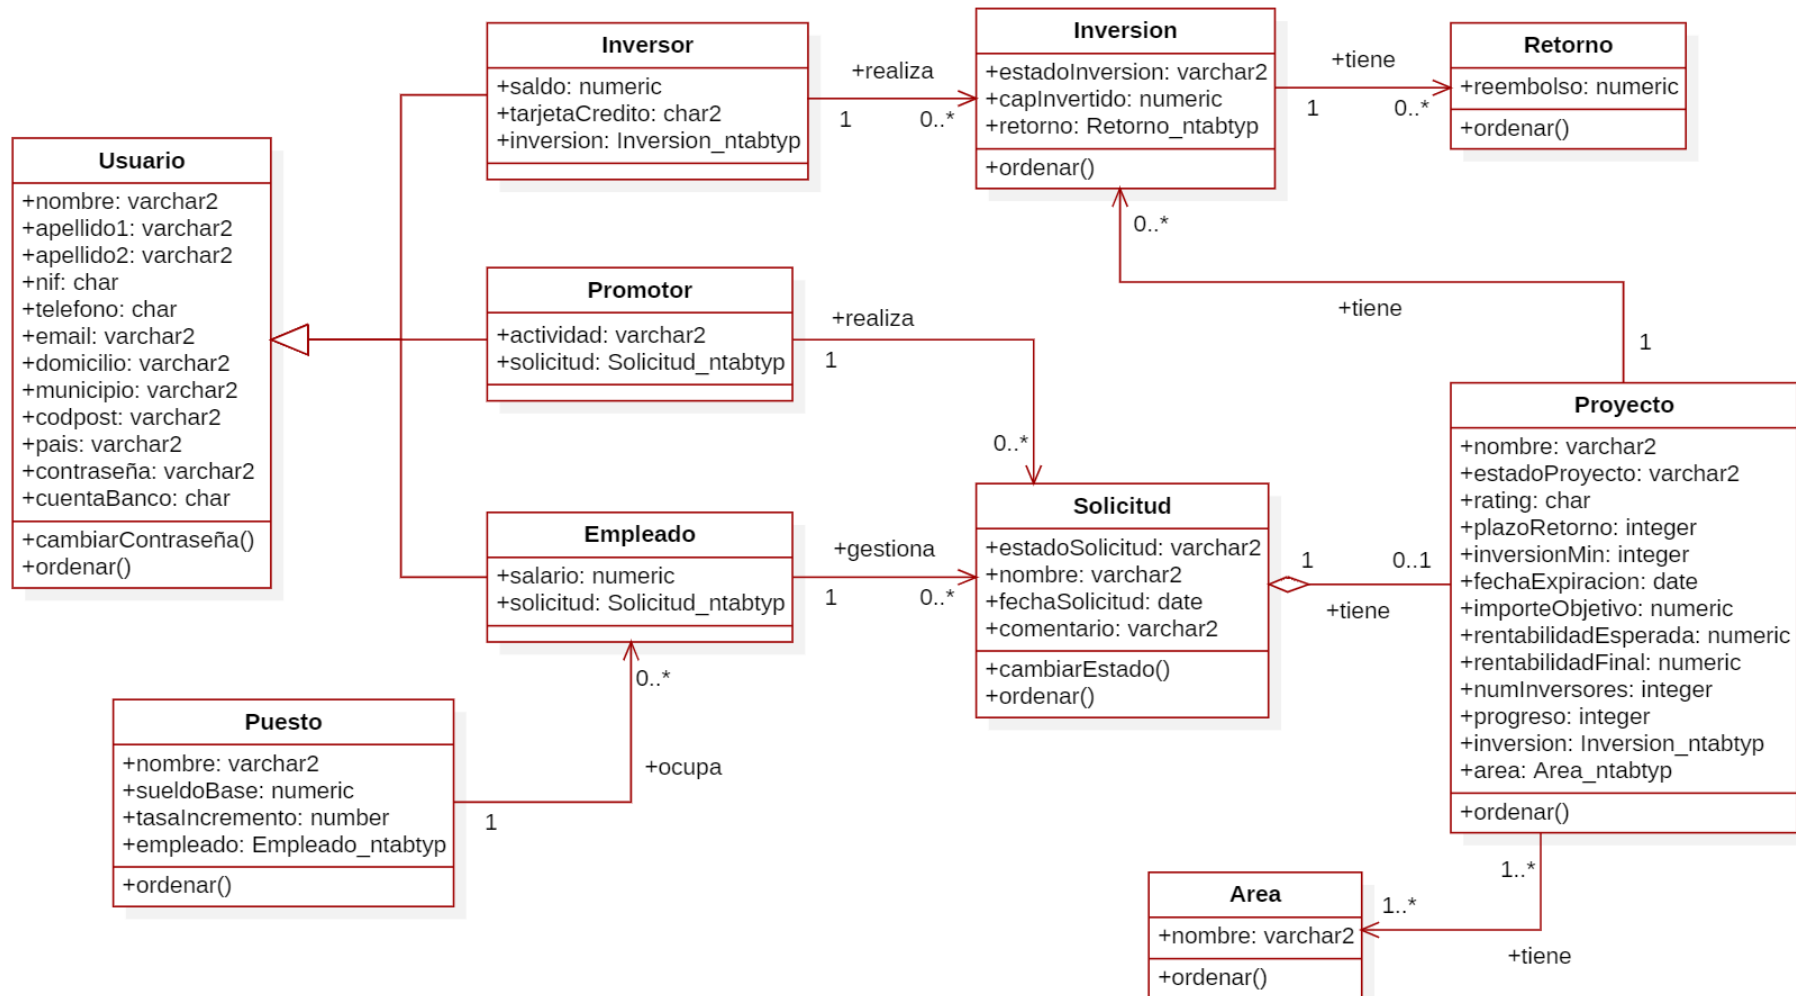 Usuario
+nombre: varchar2
+apellido1: varchar2
+apellido2: varchar2
+nif: char
+telefono: char
+email: varchar2
+domicilio: varchar2
+municipio: varchar2
+codpost: varchar2
+pais: varchar2
+contraseña: varchar2
+cuentaBanco: char
+cambiarContraseña()
+ordenar()
Inversor
+saldo: numeric
+tarjetaCredito: char2
+inversion: Inversion_ntabtyp
+realiza
1
0..*
Inversion
+estadoInversion: varchar2
+capInvertido: numeric
+retorno: Retorno_ntabtyp
+ordenar()
+tiene
1
0..*
Retorno
+reembolso: numeric
+ordenar()
0..*
+tiene
1
Promotor
+actividad: varchar2
+solicitud: Solicitud_ntabtyp
+realiza
1
0..*
Empleado
+salario: numeric
+solicitud: Solicitud_ntabtyp
+gestiona
1
0..*
Solicitud
+estadoSolicitud: varchar2
+nombre: varchar2
+fechaSolicitud: date
+comentario: varchar2
+cambiarEstado()
+ordenar()
1
0..1
+tiene
Proyecto
+nombre: varchar2
+estadoProyecto: varchar2
+rating: char
+plazoRetorno: integer
+inversionMin: integer
+fechaExpiracion: date
+importeObjetivo: numeric
+rentabilidadEsperada: numeric
+rentabilidadFinal: numeric
+numInversores: integer
+progreso: integer
+inversion: Inversion_ntabtyp
+area: Area_ntabtyp
+ordenar()
Puesto
+nombre: varchar2
+sueldoBase: numeric
+tasaIncremento: number
+empleado: Empleado_ntabtyp
+ordenar()
0..*
+ocupa
1
1..*
1..*
+tiene
Area
+nombre: varchar2
+ordenar()